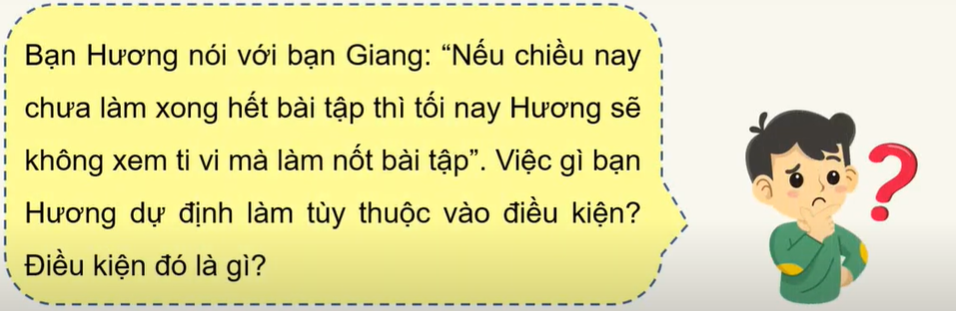 Bạn Hương nói với bạn Giang: “Nếu chiều nay
chưa làm xong hết bài tập thì tối nay Hương sẽ
không xem ti vi mà làm nốt bài tập”. Việc gì bạn
Hương dự định làm tùy thuộc vào điều kiện?
Điều kiện đó là gì?
?